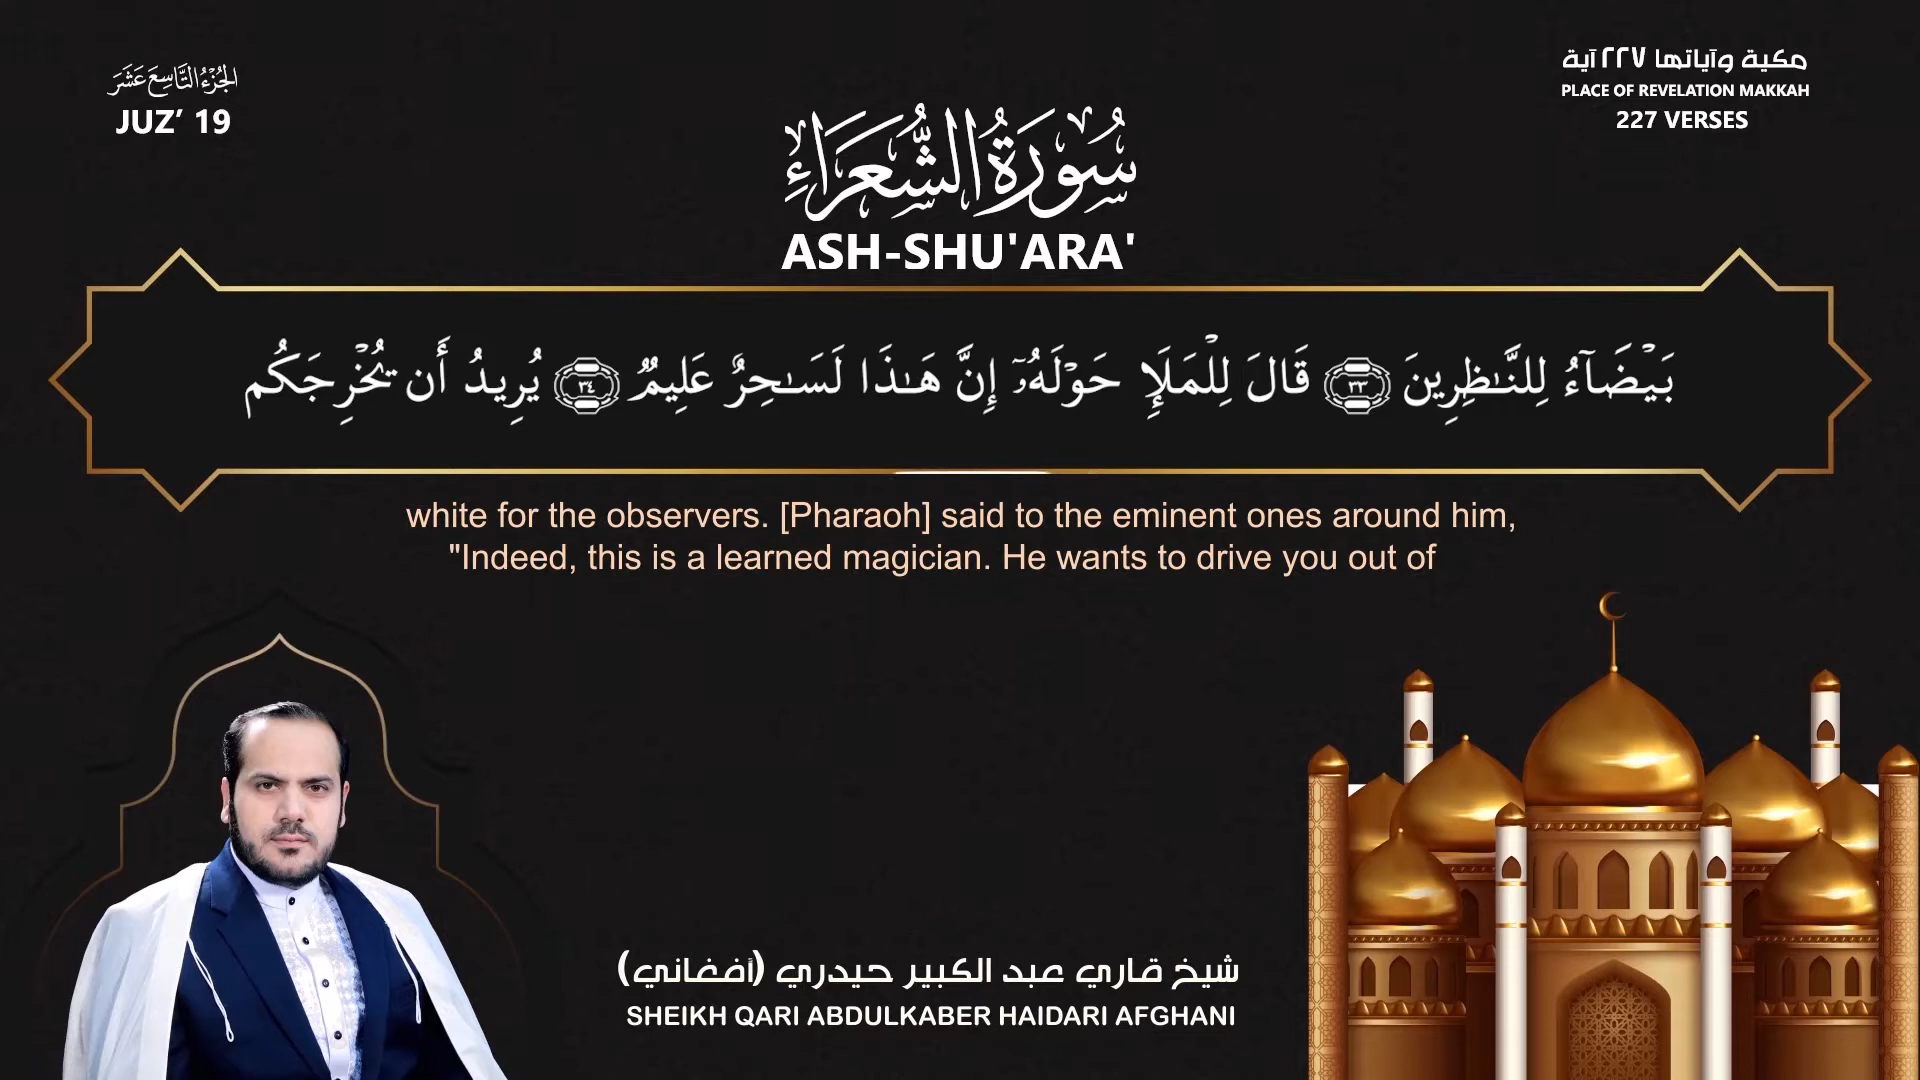 الجُزْءُ التَّاسِعَ عَشَرَ
JUZ’ 19
مكية وآياتها ٢٢٧ آية
PLACE OF REVELATION MAKKAH
227 VERSES
سُورَةُ الشُّعَرَاءِ
ASH-SHU'ARA'
بَيْضَآءُ لِلنَّـٰظِرِينَ ٣٣ قَالَ لِلْمَلَإِ حَوْلَهُۥٓ إِنَّ هَـٰذَا لَسَـٰحِرٌ عَلِيمٌ ٣٤ يُرِيدُ أَن يُخْرِجَكُم
white for the observers. [Pharaoh] said to the eminent ones around him,
"Indeed, this is a learned magician. He wants to drive you out of
شيخ قاري عبد الكبير حيدري (أفغاني)
SHEIKH QARI ABDULKABER HAIDARI AFGHANI